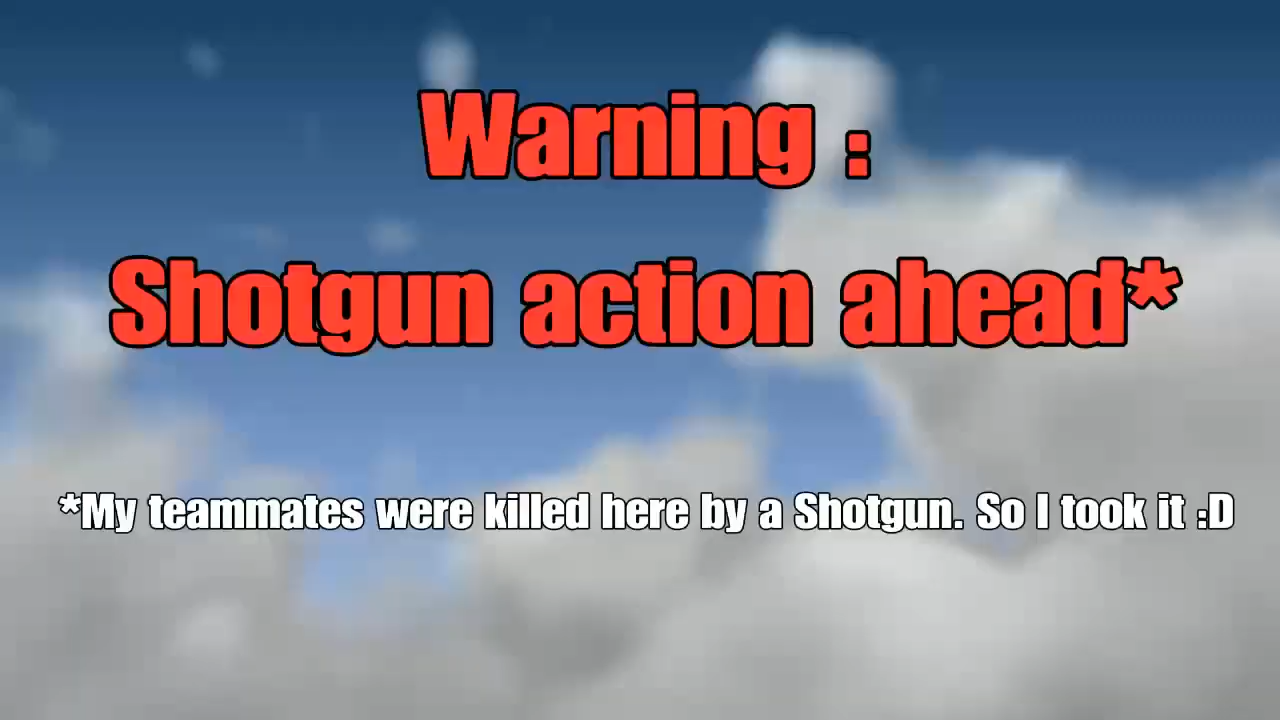 Warning :
Shotgun action ahead*
*My teammates were killed here by a Shotgun. So I took it :D